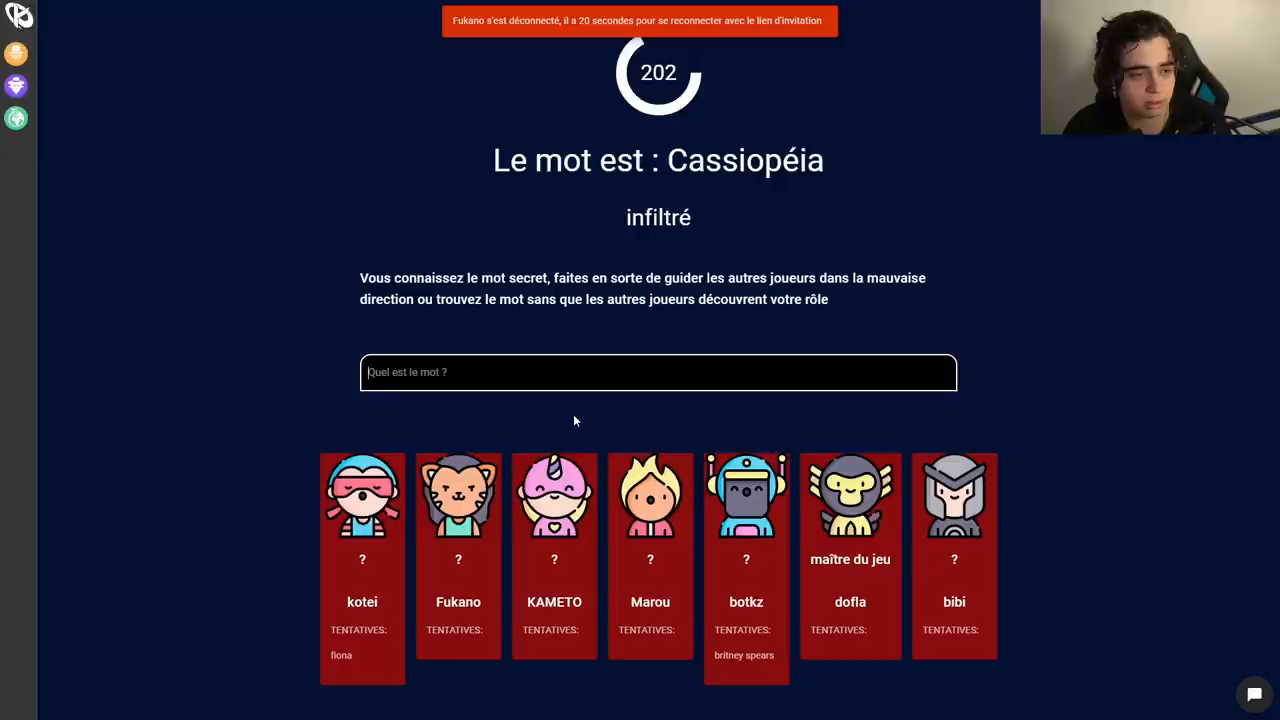 Fukano s'est déconnecté, il a 20 secondes pour se reconnecter avec le lien d'invitation
202
Le mot est : Cassiopéia
infiltré
Vous connaissez le mot secret, faites en sorte de guider les autres joueurs dans la mauvaise
direction ou trouvez le mot sans que les autres joueurs découvrent votre rôle
Quel est le mot ?
? ? ? ? ? maître du jeu ?
kotei Fukano KAMETO Marou botkz dofla bibi
TENTATIVES: TENTATIVES: TENTATIVES: TENTATIVES: TENTATIVES: TENTATIVES: TENTATIVES:
fiona britney spears